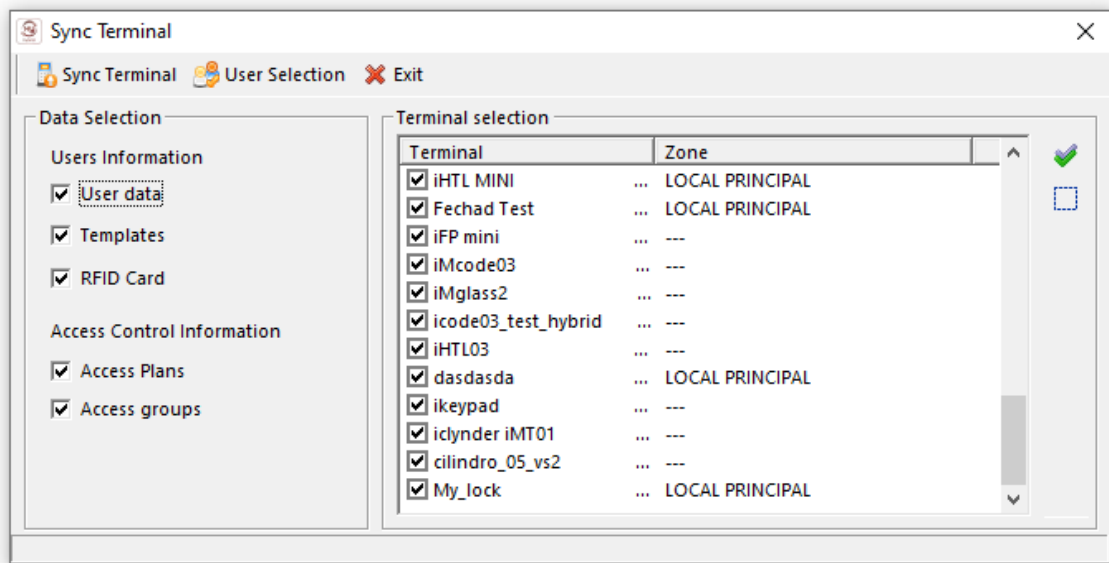 Sync Terminal
Sync Terminal User Selection Exit
Data Selection
Users Information
User data
Templates
RFID Card
Access Control Information
Access Plans
Access groups
Terminal selection
Terminal Zone
iHTL MINI ... LOCAL PRINCIPAL
Fechad Test ... LOCAL PRINCIPAL
iFP mini ... ---
iMcode03 ... ---
iMglass2 ... ---
icode03_test_hybrid ... ---
iHTL03 ... ---
dasdasda ... LOCAL PRINCIPAL
ikeypad ... ---
iclynder iMT01 ... ---
cilindro_05_vs2 ... ---
My_lock ... LOCAL PRINCIPAL